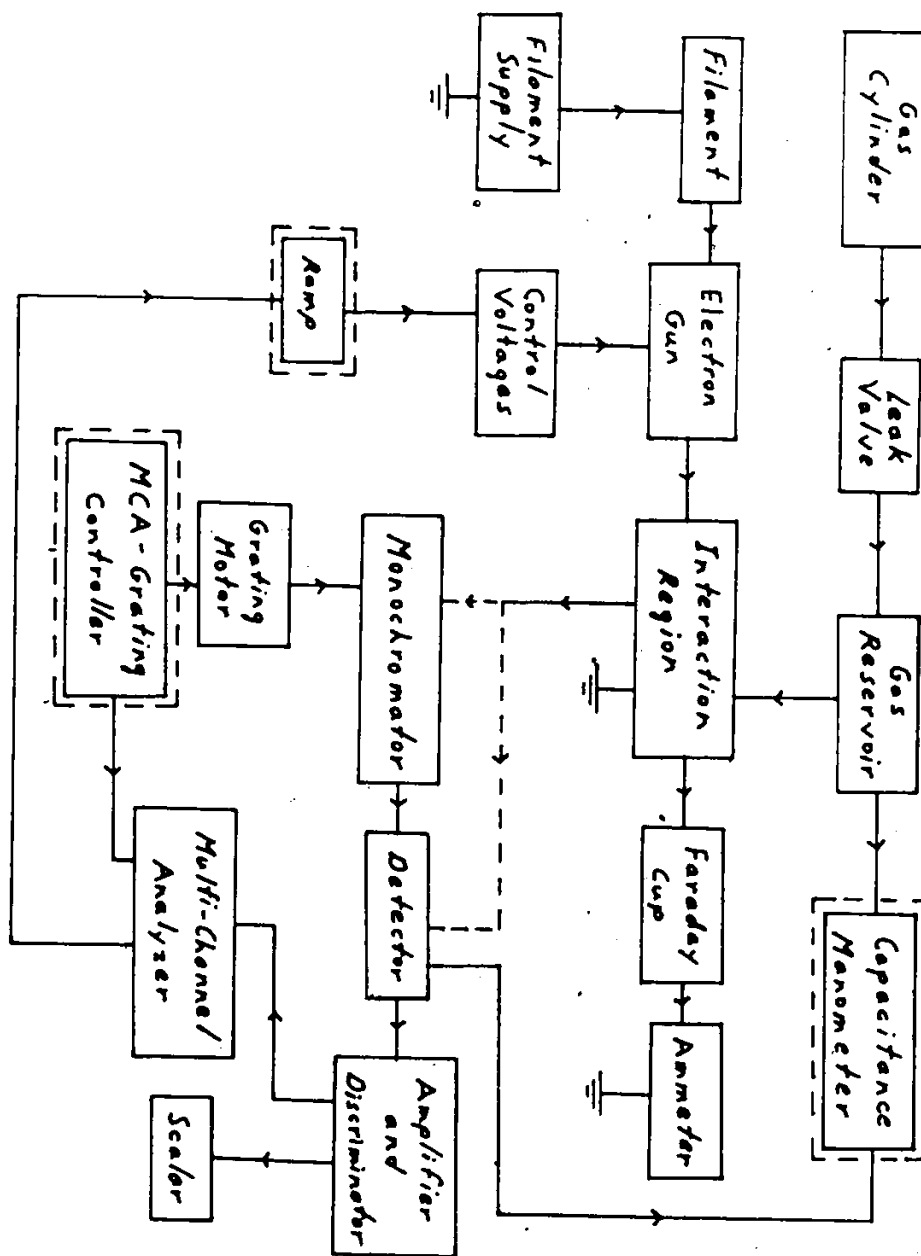 Gas
Cylinder
Leak
Valve
Gas
Reservoir
Capacitance
Manometer
Filament
Electron
Gun
Interaction
Region
Faraday
Cup
Ammeter
Filament
Supply
Control
Voltages
Monochromator
Detector
Amplifier
and
Discriminator
Ramp
Grating
Motor
MCA-Grating
Controller
Multi-Channel
Analyzer
Scalor